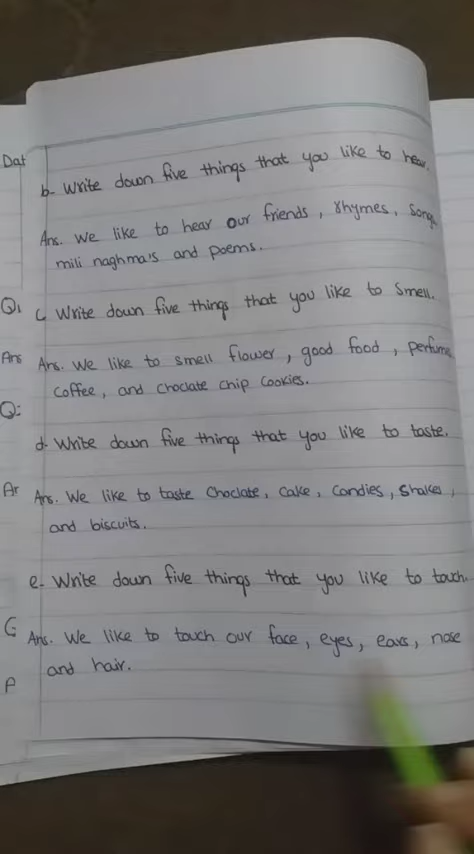 Dat
b- Write down five things that you like to hear.
Ans. We like to hear our friends, rhymes, songs,
mili naghma's and poems.
Q1
c. Write down five things that you like to smell.
Ans
Ans. We like to smell flower, good food, perfume,
coffee, and choclate chip cookies.
Q:
d. Write down five things that you like to taste.
Ar
Ans. We like to taste choclate, cake, candies, shakes,
and biscuits.
e- Write down five things that you like to touch.
Ans. We like to touch our face, eyes, ears, nose
and hair.